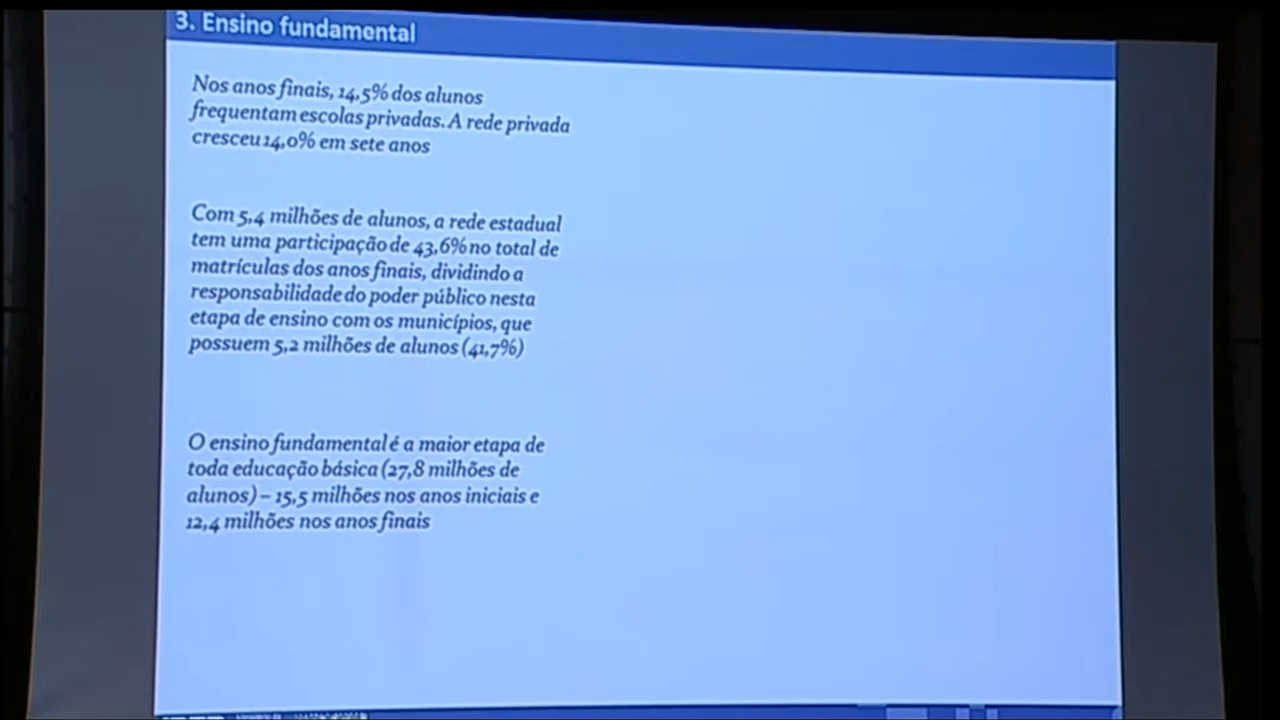 3. Ensino fundamental
Nos anos finais, 14,5% dos alunos
frequentam escolas privadas. A rede privada
cresceu 14,0% em sete anos
Com 5,4 milhões de alunos, a rede estadual
tem uma participação de 43,6% no total de
matrículas dos anos finais, dividindo a
responsabilidade do poder público nesta
etapa de ensino com os municípios, que
possuem 5,2 milhões de alunos (41,7%)
O ensino fundamental é a maior etapa de
toda educação básica (27,8 milhões de
alunos) – 15,5 milhões nos anos iniciais e
12,4 milhões nos anos finais